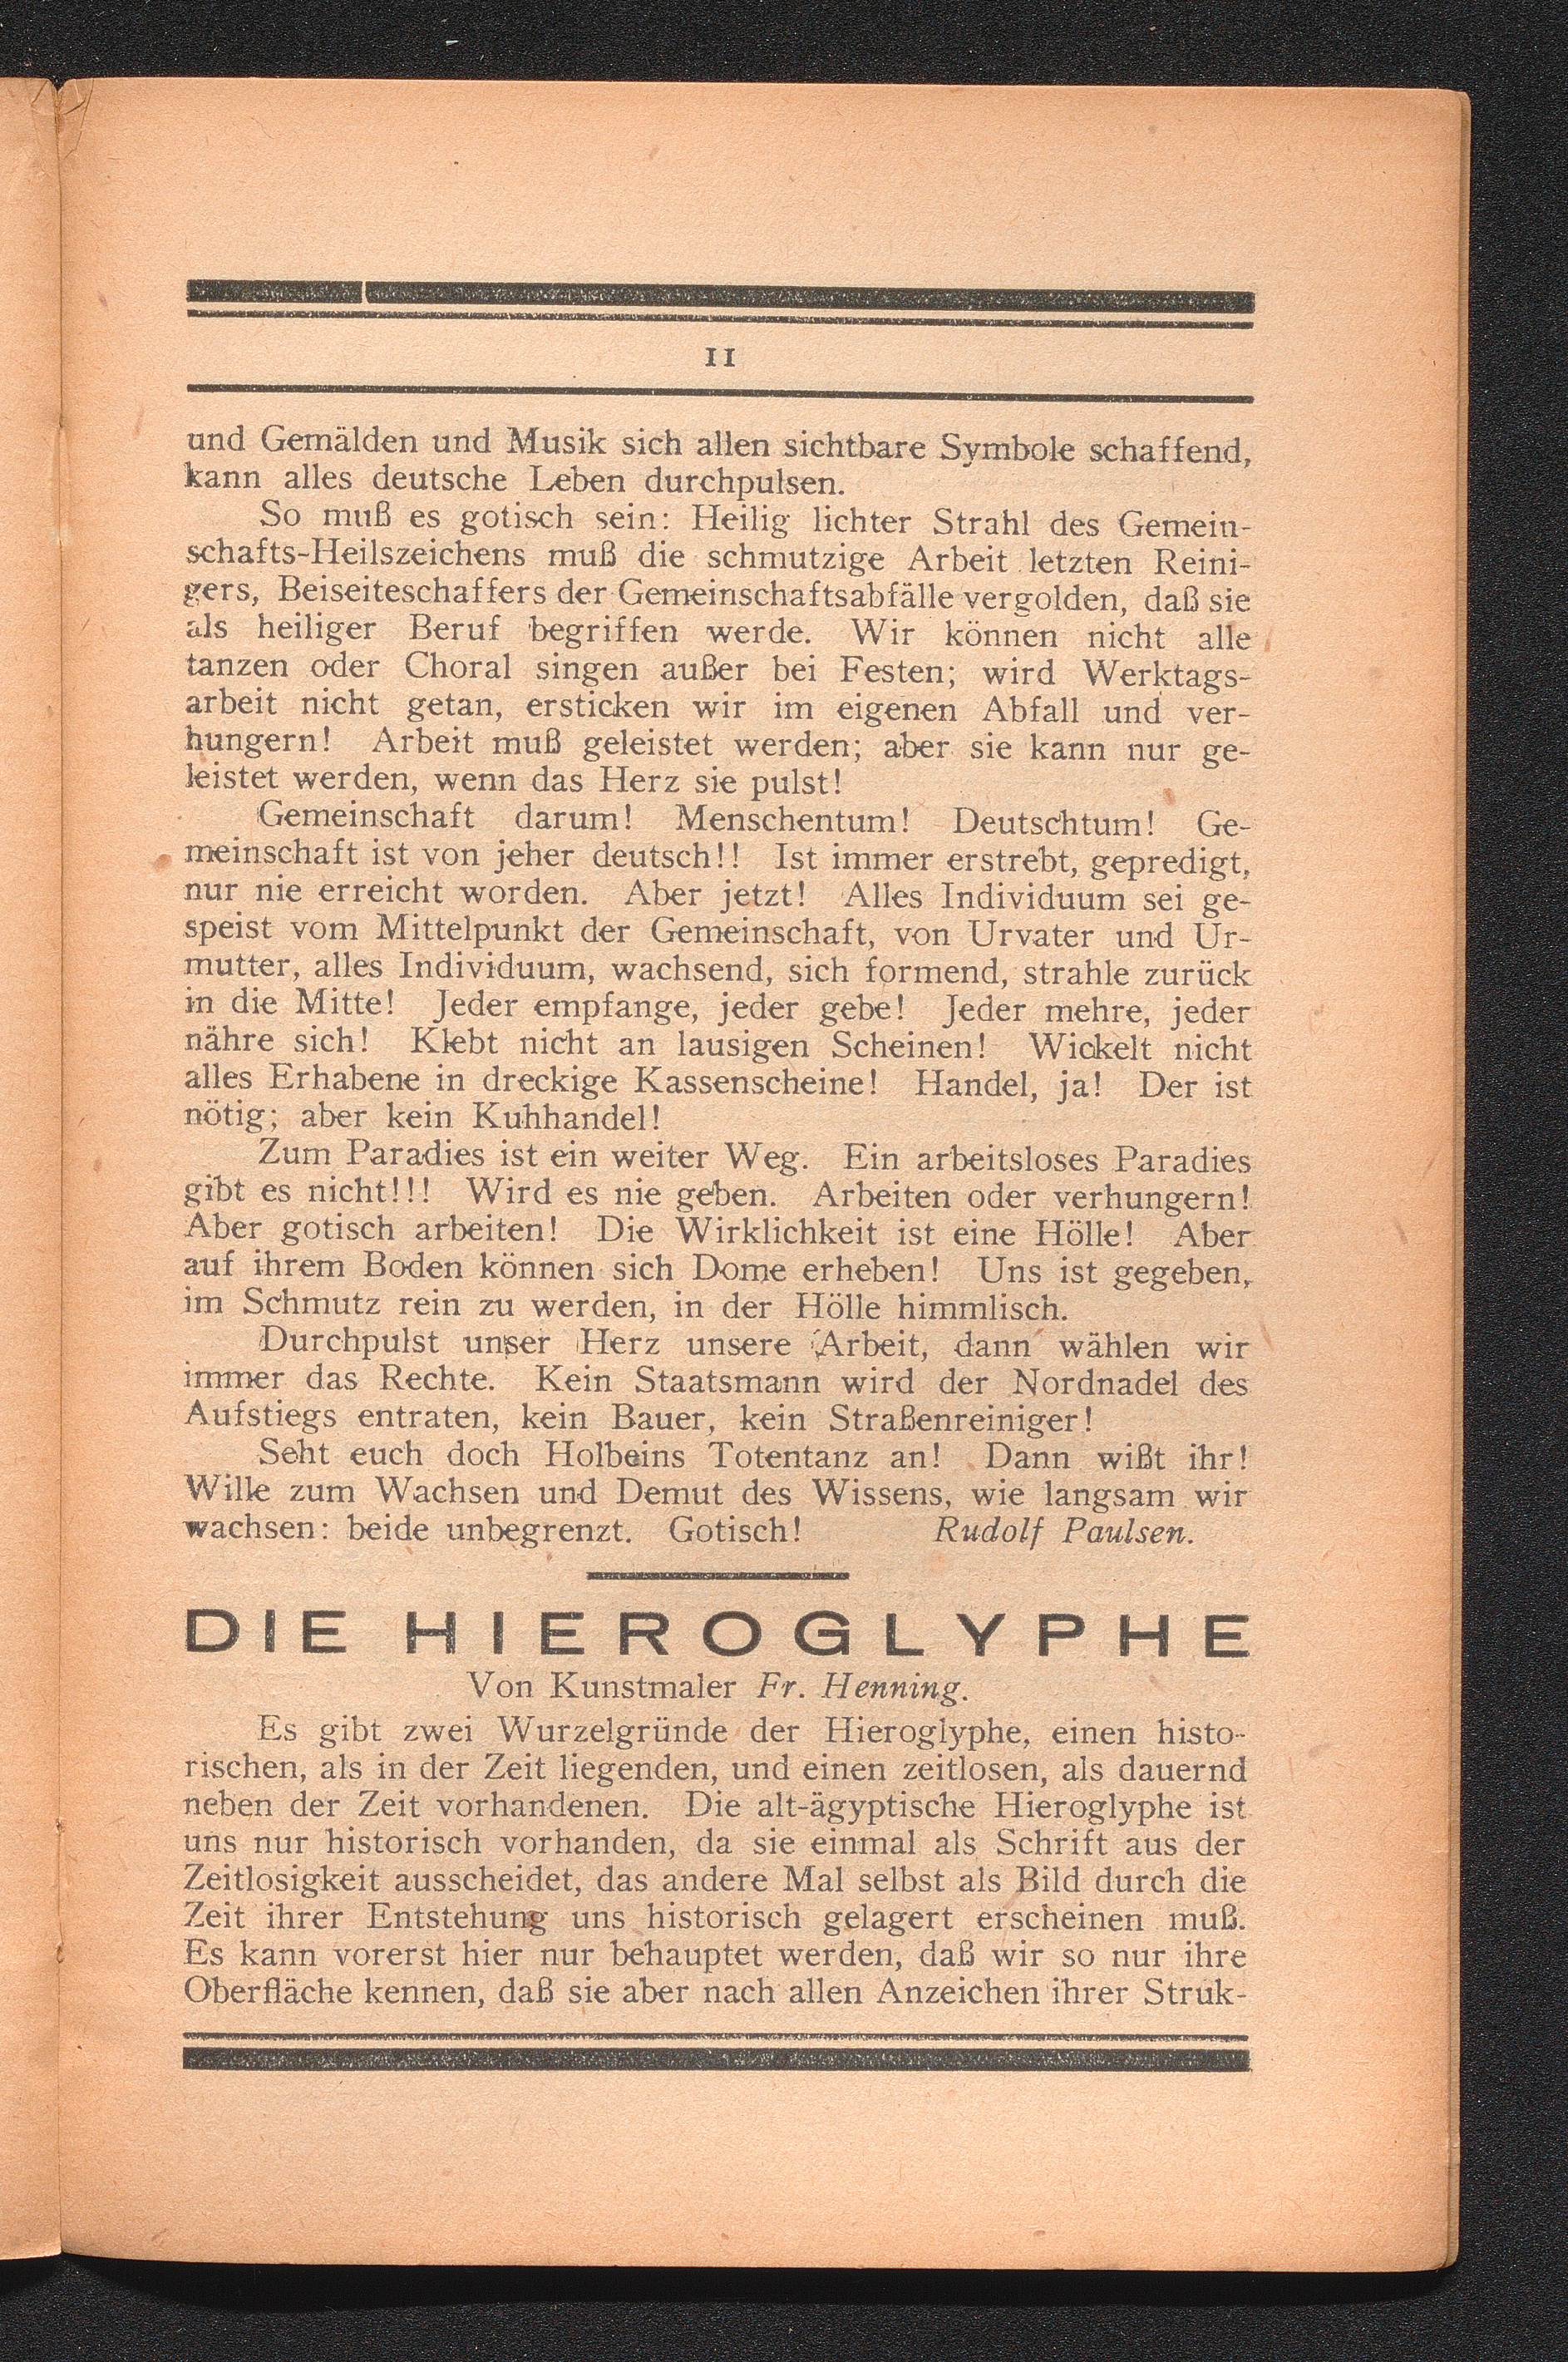 11
und Gemälden und Musik sich allen sichtbare Symbole schaffend,
kann alles deutsche Leben durchpulsen.
So muß es gotisch sein: Heilig lichter Strahl des Gemein-
schafts-Heilszeichens muß die schmutzige Arbeit letzten Reini-
gers, Beiseiteschaffers der Gemeinschaftsabfälle vergolden, daß sie
als heiliger Beruf begriffen werde. Wir können nicht alle
tanzen oder Choral singen außer bei Festen; wird Werktags-
arbeit nicht getan, ersticken wir im eigenen Abfall und ver-
hungern! Arbeit muß geleistet werden; aber sie kann nur ge-
leistet werden, wenn das Herz sie pulst!
Gemeinschaft darum! Menschentum! Deutschtum! Ge-
meinschaft ist von jeher deutsch!! Ist immer erstrebt, gepredigt,
nur nie erreicht worden. Aber jetzt! Alles Individuum sei ge-
speist vom Mittelpunkt der Gemeinschaft, von Urvater und Ur-
mutter, alles Individuum, wachsend, sich formend, strahle zurück
in die Mitte! Jeder empfange, jeder gebe! Jeder mehre, jeder
nähre sich! Klebt nicht an lausigen Scheinen! Wickelt nicht
alles Erhabene in dreckige Kassenscheine! Handel, ja! Der ist
nötig; aber kein Kuhhandel!
Zum Paradies ist ein weiter Weg. Ein arbeitsloses Paradies
gibt es nicht!!! Wird es nie geben. Arbeiten oder verhungern!
Aber gotisch arbeiten! Die Wirklichkeit ist eine Hölle! Aber
auf ihrem Boden können sich Dome erheben! Uns ist gegeben,
im Schmutz rein zu werden, in der Hölle himmlisch.
Durchpulst unser Herz unsere Arbeit, dann wählen wir
immer das Rechte. Kein Staatsmann wird der Nordnadel des
Aufstiegs entraten, kein Bauer, kein Straßenreiniger!
Seht euch doch Holbeins Totentanz an! Dann wißt ihr!
Wille zum Wachsen und Demut des Wissens, wie langsam wir
wachsen: beide unbegrenzt. Gotisch! Rudolf Paulsen.
DIE HIEROGLYPHE
Von Kunstmaler Fr. Henning.
Es gibt zwei Wurzelgründe der Hieroglyphe, einen histo-
rischen, als in der Zeit liegenden, und einen zeitlosen, als dauernd
neben der Zeit vorhandenen. Die alt-ägyptische Hieroglyphe ist
uns nur historisch vorhanden, da sie einmal als Schrift aus der
Zeitlosigkeit ausscheidet, das andere Mal selbst als Bild durch die
Zeit ihrer Entstehung uns historisch gelagert erscheinen muß.
Es kann vorerst hier nur behauptet werden, daß wir so nur ihre
Oberfläche kennen, daß sie aber nach allen Anzeichen ihrer Struk-